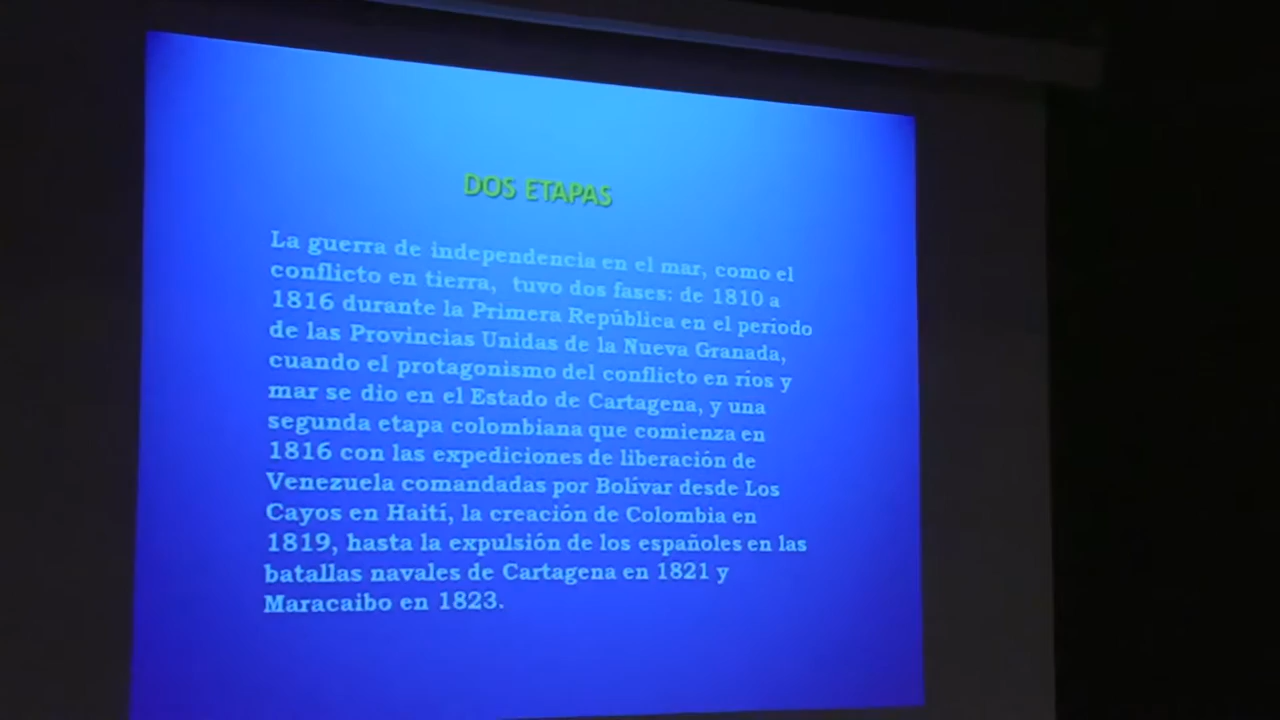 DOS ETAPAS
La guerra de independencia en el mar, como el
conflicto en tierra, tuvo dos fases: de 1810 a
1816 durante la Primera República en el período
de las Provincias Unidas de la Nueva Granada,
cuando el protagonismo del conflicto en ríos y
mar se dio en el Estado de Cartagena, y una
segunda etapa colombiana que comienza en
1816 con las expediciones de liberación de
Venezuela comandadas por Bolívar desde Los
Cayos en Haití, la creación de Colombia en
1819, hasta la expulsión de los españoles en las
batallas navales de Cartagena en 1821 y
Maracaibo en 1823.